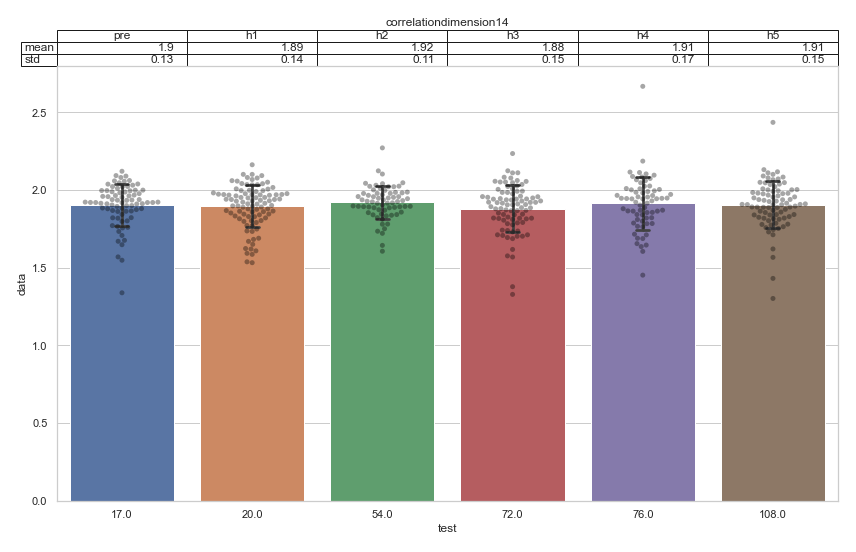 correlationdimension14
pre h1 h2 h3 h4 h5
mean 1.9 1.89 1.92 1.88 1.91 1.91
std 0.13 0.14 0.11 0.15 0.17 0.15
2.5
2.0
1.5
1.0
0.5
0.0
data
17.0 20.0 54.0 72.0 76.0 108.0
test